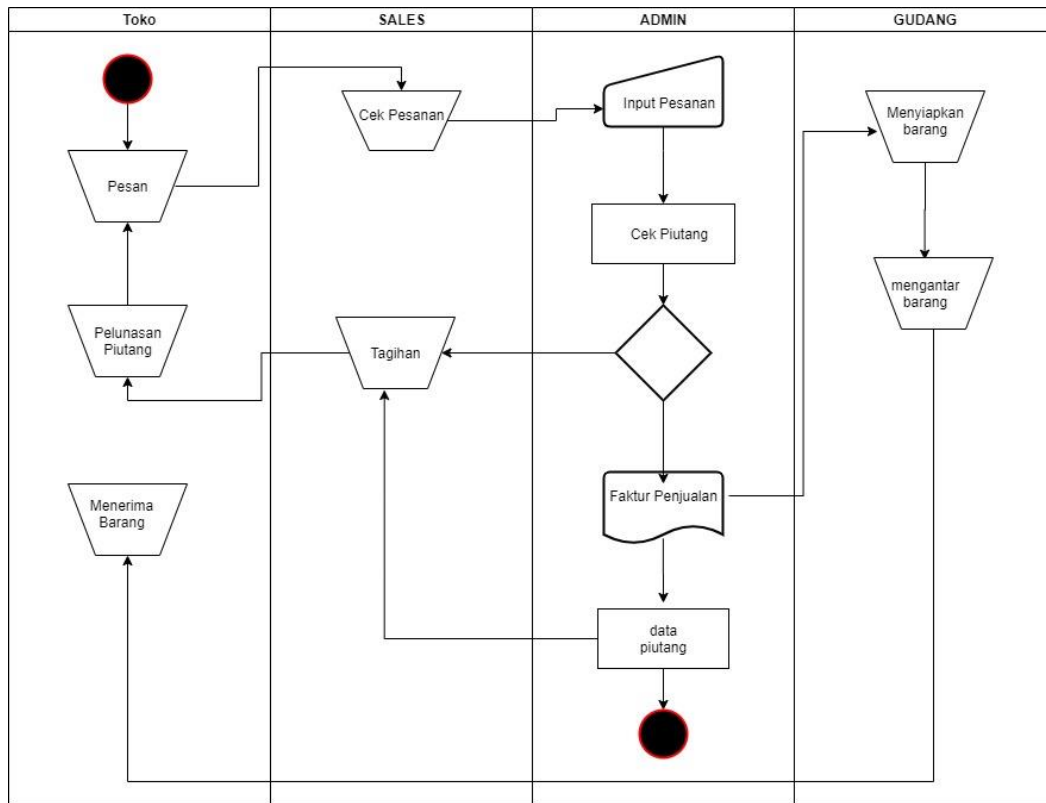 Toko
SALES
ADMIN
GUDANG
Pesan
Cek Pesanan
Input Pesanan
Menyiapkan
barang
Cek Piutang
mengantar
barang
Pelunasan
Piutang
Tagihan
Menerima
Barang
Faktur Penjualan
data
piutang